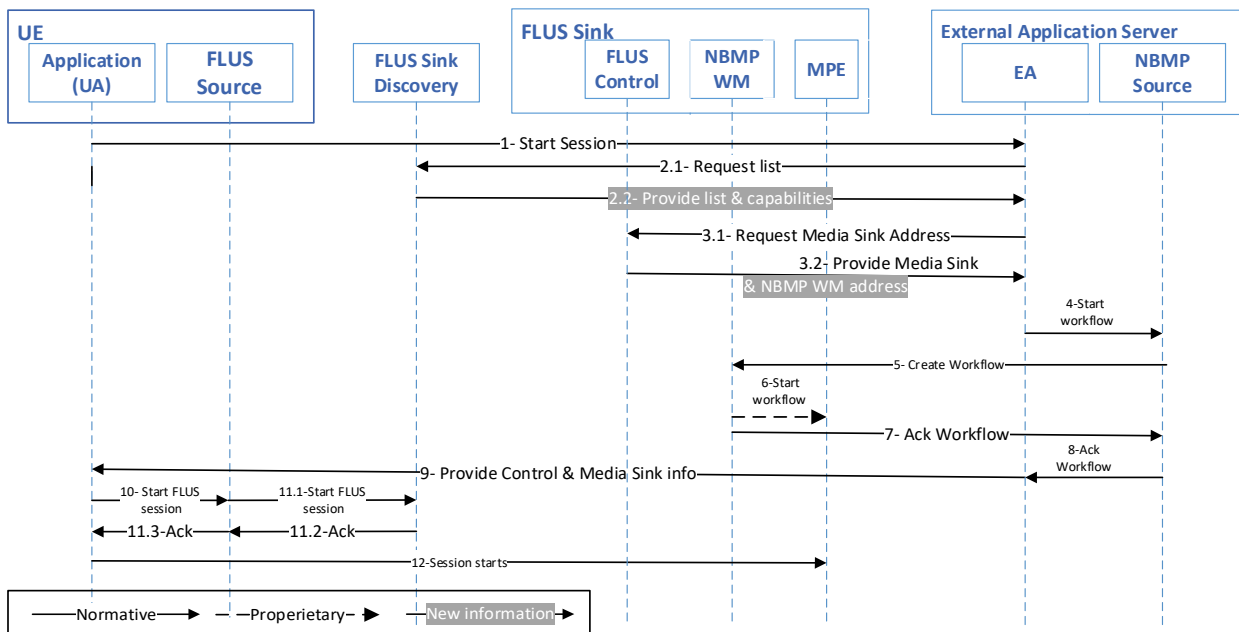 UE
FLUS Sink
External Application Server
Application
(UA)
FLUS
Source
FLUS Sink
Discovery
FLUS
Control
NBMP
WM
MPE
EA
NBMP
Source
1- Start Session
2.1- Request list
2.2- Provide list & capabilities
3.1- Request Media Sink Address
3.2- Provide Media Sink
& NBMP WM address
4-Start
workflow
5- Create Workflow
6-Start
workflow
7- Ack Workflow
8-Ack
Workflow
9- Provide Control & Media Sink info
10- Start FLUS
session
11.1-Start FLUS
session
11.3-Ack
11.2-Ack
12-Session starts
Normative
Properietary
New information